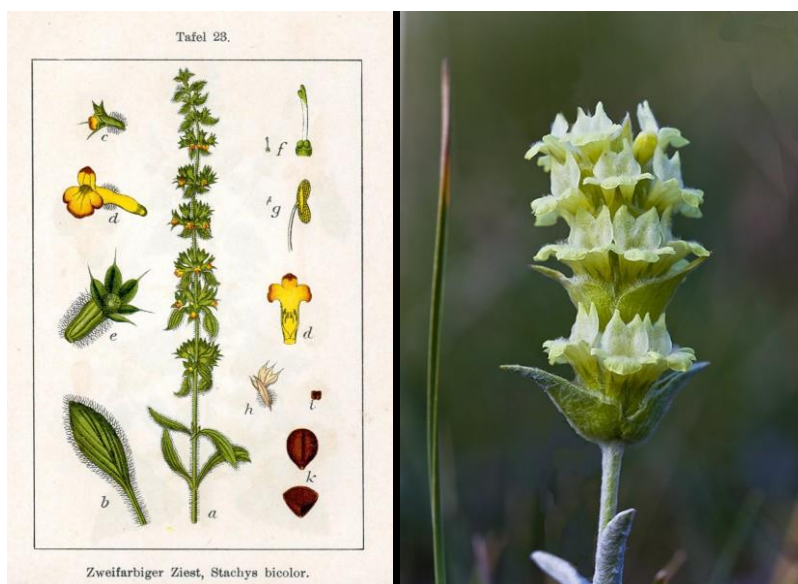 Tafel 23.
c
f
d
g
e
d
h
i
k
b
a
Zweifarbiger Ziest, Stachys bicolor.